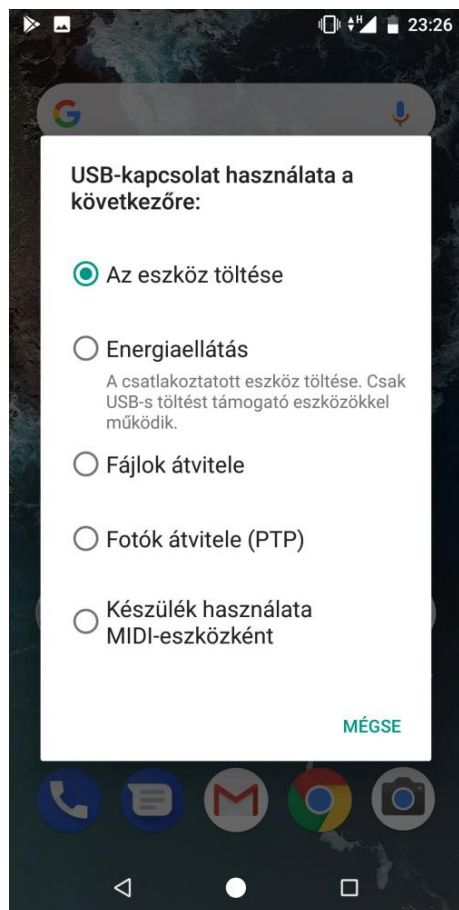 H 23:26
USB-kapcsolat használata a
következőre:
Az eszköz töltése
Energiaellátás
A csatlakoztatott eszköz töltése. Csak
USB-s töltést támogató eszközökkel
működik.
Fájlok átvitele
Fotók átvitele (PTP)
Készülék használata
MIDI-eszközként
MÉGSE